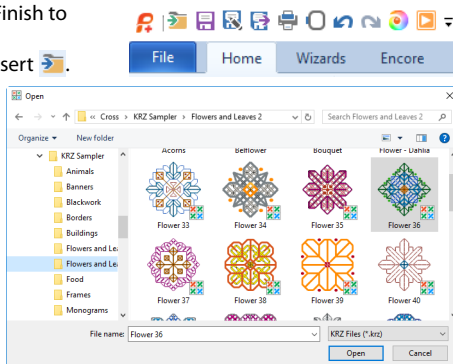 Finish to
sert .
File Home Wizards Encore
Open
« Cross › KRZ Sampler › Flowers and Leaves 2
Search Flowers and Leaves 2
Organize New folder
KRZ Sampler
Animals
Banners
Blackwork
Borders
Buildings
Flowers and Lea
Flowers and Lea
Food
Frames
Monograms
Acorns Bellflower Bouquet Flower - Dahlia
Flower 33 Flower 34 Flower 35 Flower 36
Flower 37 Flower 38 Flower 39 Flower 40
File name: Flower 36
KRZ Files (*.krz)
Open Cancel